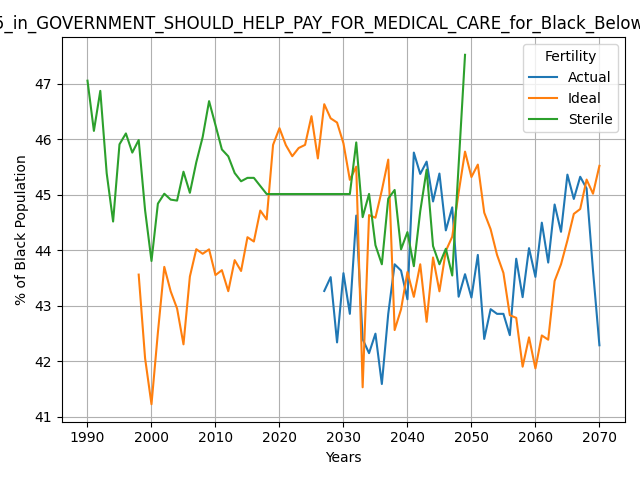 5_in_GOVERNMENT_SHOULD_HELP_PAY_FOR_MEDICAL_CARE_for_Black_Below
Fertility
Actual
Ideal
Sterile
% of Black Population
47
46
45
44
43
42
41
1990
2000
2010
2020
2030
2040
2050
2060
2070
Years